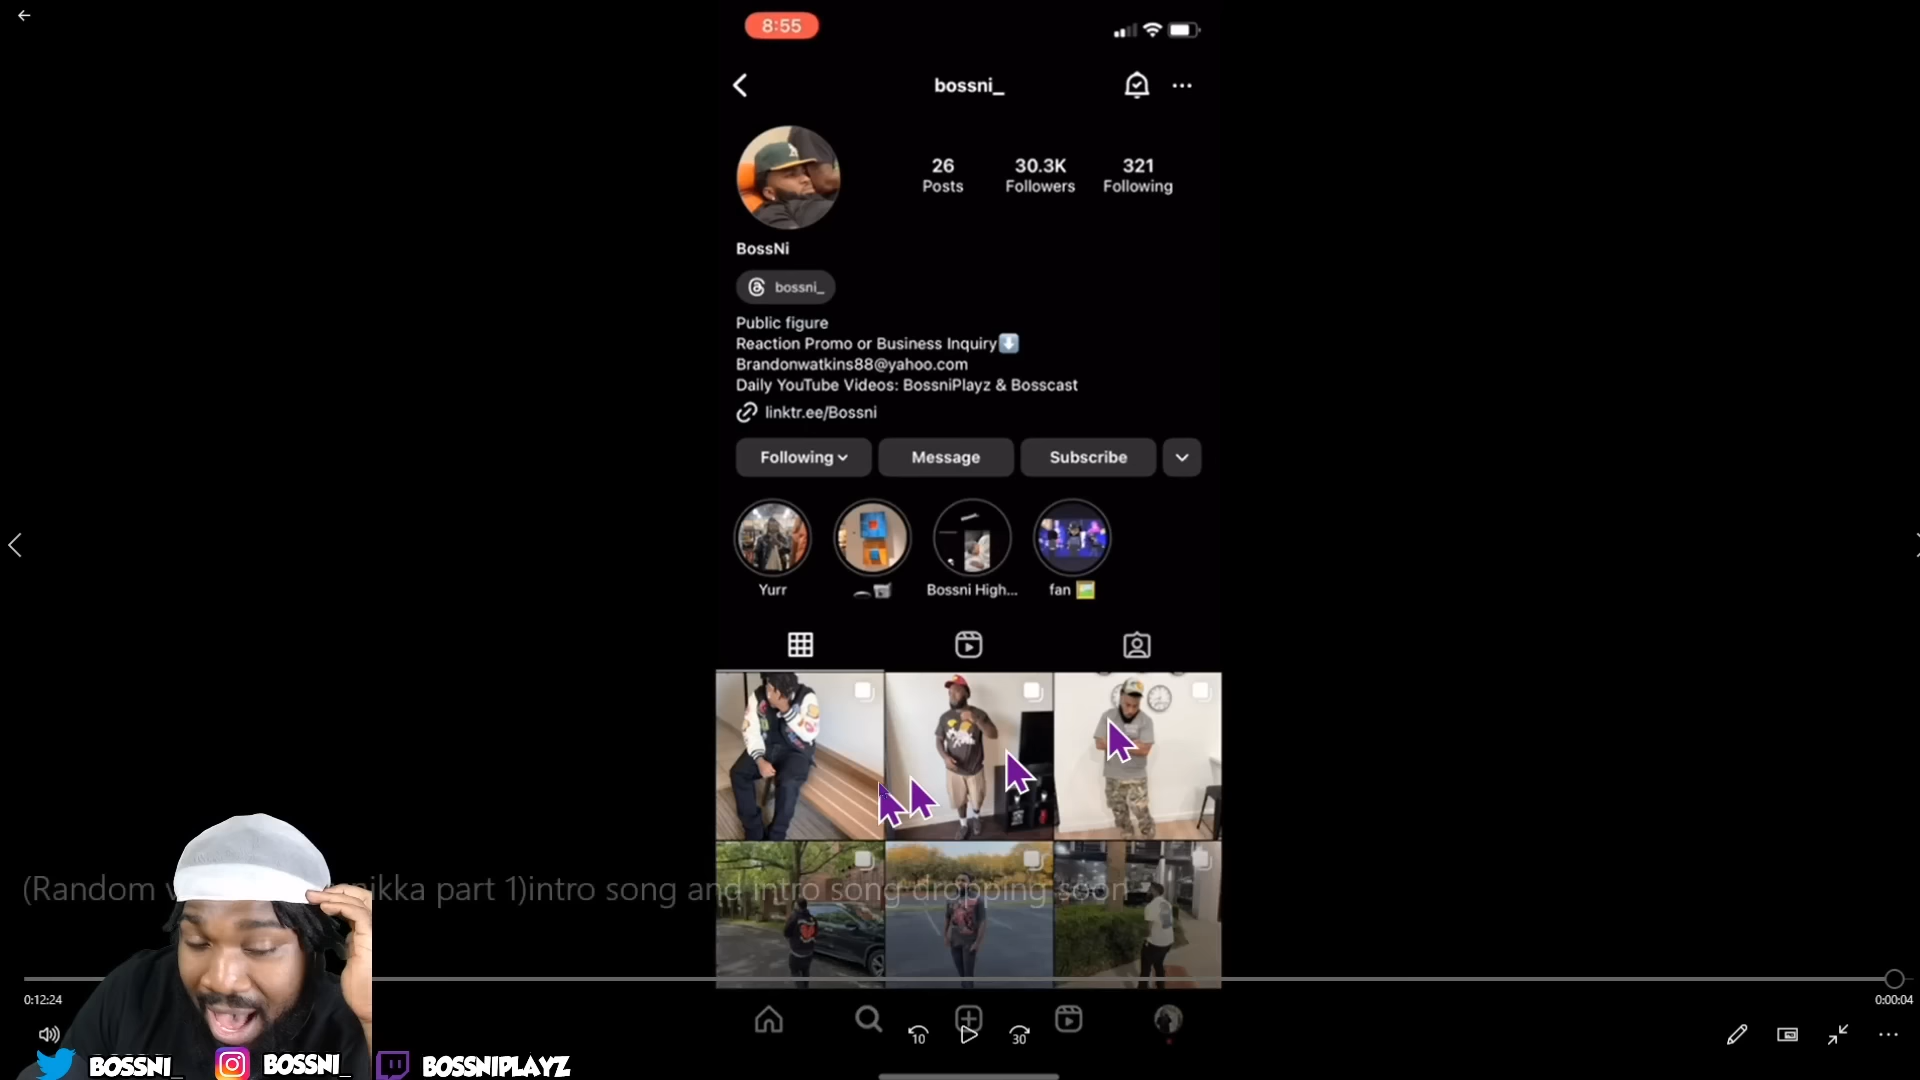 8:55
bossni_
26
Posts
30.3K
Followers
321
Following
BossNi
bossni_
Public figure
Reaction Promo or Business Inquiry⬇️
Brandonwatkins88@yahoo.com
Daily YouTube Videos: BossniPlayz & Bosscast
linktr.ee/Bossni
Following
Message
Subscribe
Yurr
Bossni High...
fan 🖼️
(Random nikka part 1)intro song and intro song dropping soon
0:12:24
0:00:04
10
30
BOSSNI_
BOSSNI_
BOSSNIPLAYZ